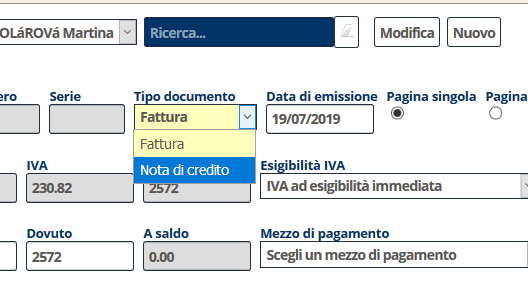 OLáROVá Martina Ricerca... Modifica Nuovo
ero Serie Tipo documento Data di emissione Pagina singola Pagina
Fattura 19/07/2019
Fattura
Nota di credito
IVA Esigibilità IVA
230.82 2572 IVA ad esigibilità immediata
Dovuto A saldo Mezzo di pagamento
2572 0.00 Scegli un mezzo di pagamento